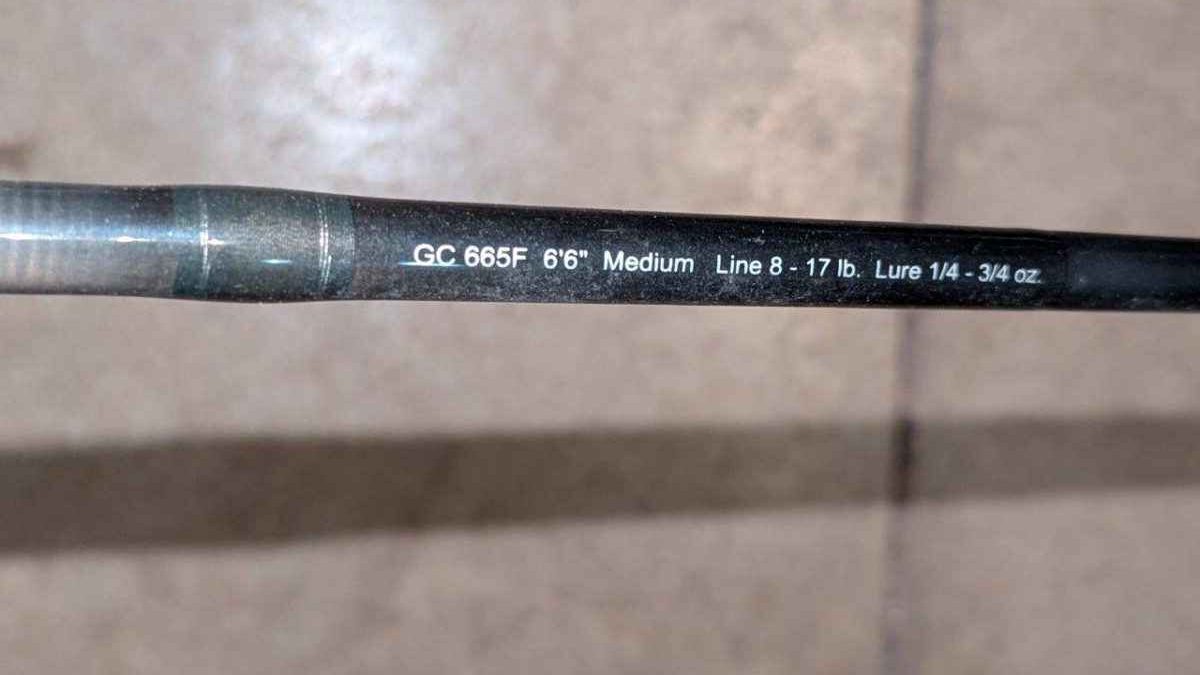 GC 665F 6'6" Medium Line 8 - 17 lb. Lure 1/4 - 3/4 oz.